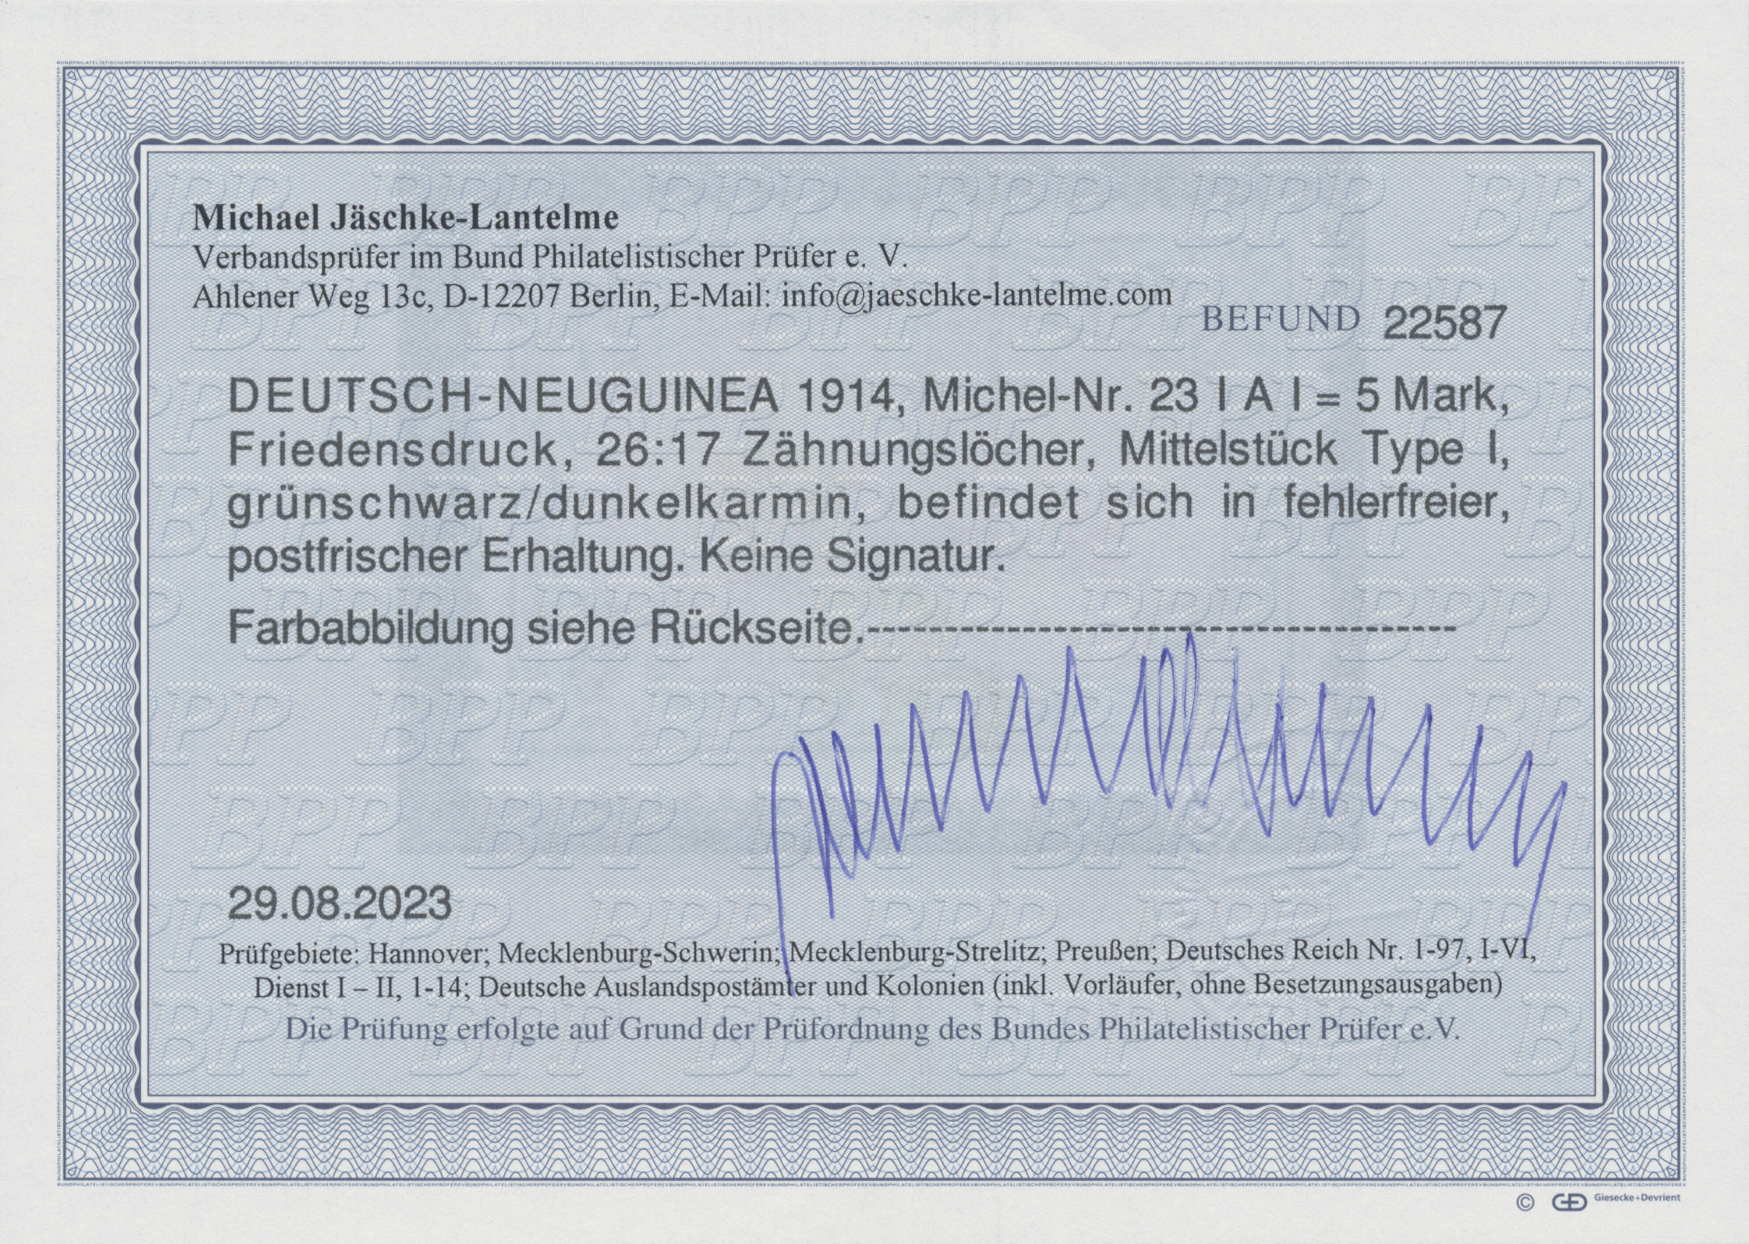 Michael Jäschke-Lantelme
Verbandsprüfer im Bund Philatelistischer Prüfer e. V.
Ahlener Weg 13c, D-12207 Berlin, E-Mail: info@jaeschke-lantelme.com
BEFUND 22587
DEUTSCH-NEUGUINEA 1914, Michel-Nr. 23 I A I = 5 Mark,
Friedensdruck, 26:17 Zähnungslöcher, Mittelstück Type I,
grünschwarz/dunkelkarmin, befindet sich in fehlerfreier,
postfrischer Erhaltung. Keine Signatur.
Farbabbildung siehe Rückseite.--------------------------------------
29.08.2023
Prüfgebiete: Hannover; Mecklenburg-Schwerin; Mecklenburg-Strelitz; Preußen; Deutsches Reich Nr. 1-97, I-VI,
Dienst I – II, 1-14; Deutsche Auslandspostämter und Kolonien (inkl. Vorläufer, ohne Besetzungsausgaben)
Die Prüfung erfolgte auf Grund der Prüfordnung des Bundes Philatelistischer Prüfer e.V.
© GD Giesecke+Devrient